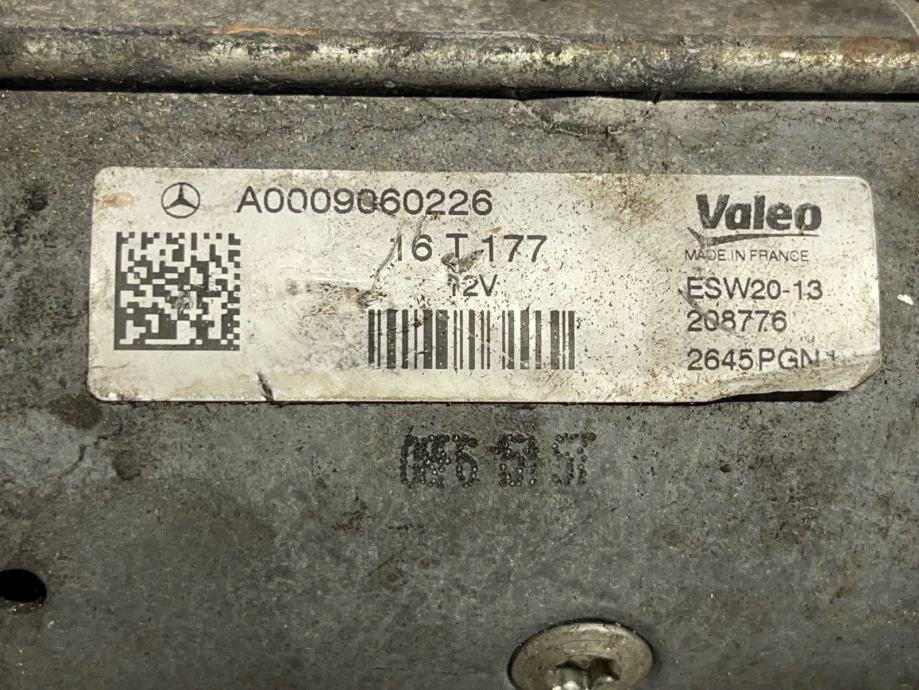 A0009060226
16 T 177
12V
Valeo
MADE IN FRANCE
ESW20-13
208776
2645PGN